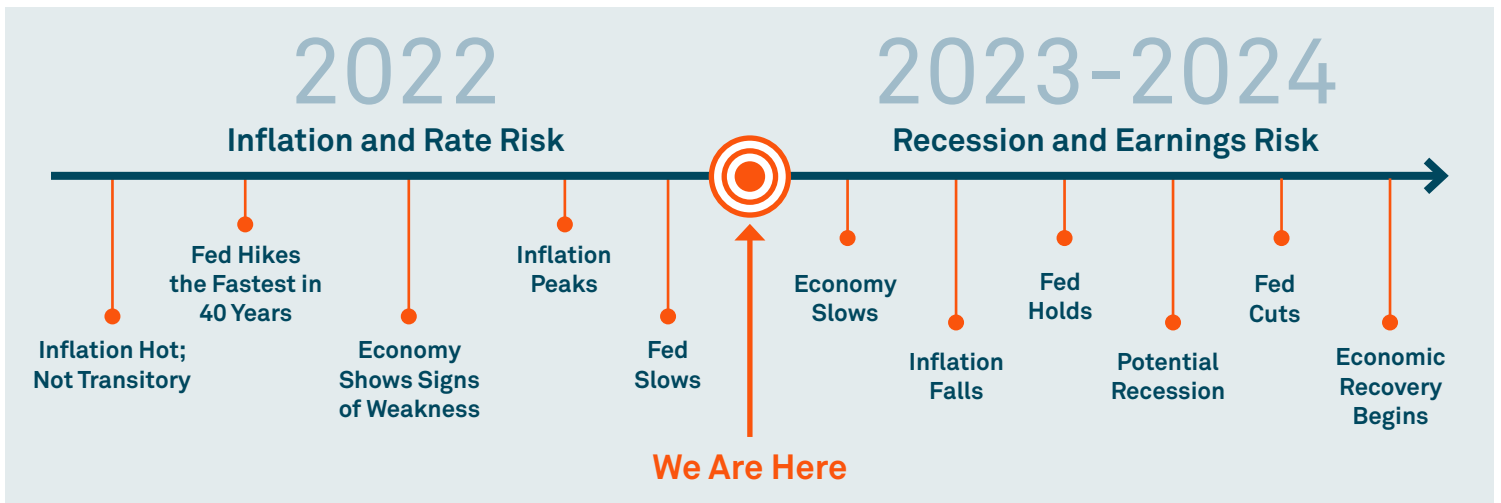 2022
Inflation and Rate Risk
Inflation Hot;
Not Transitory
Fed Hikes
the Fastest in
40 Years
Economy
Shows Signs
of Weakness
Inflation
Peaks
Fed
Slows
We Are Here
2023-2024
Recession and Earnings Risk
Economy
Slows
Inflation
Falls
Fed
Holds
Potential
Recession
Fed
Cuts
Economic
Recovery
Begins